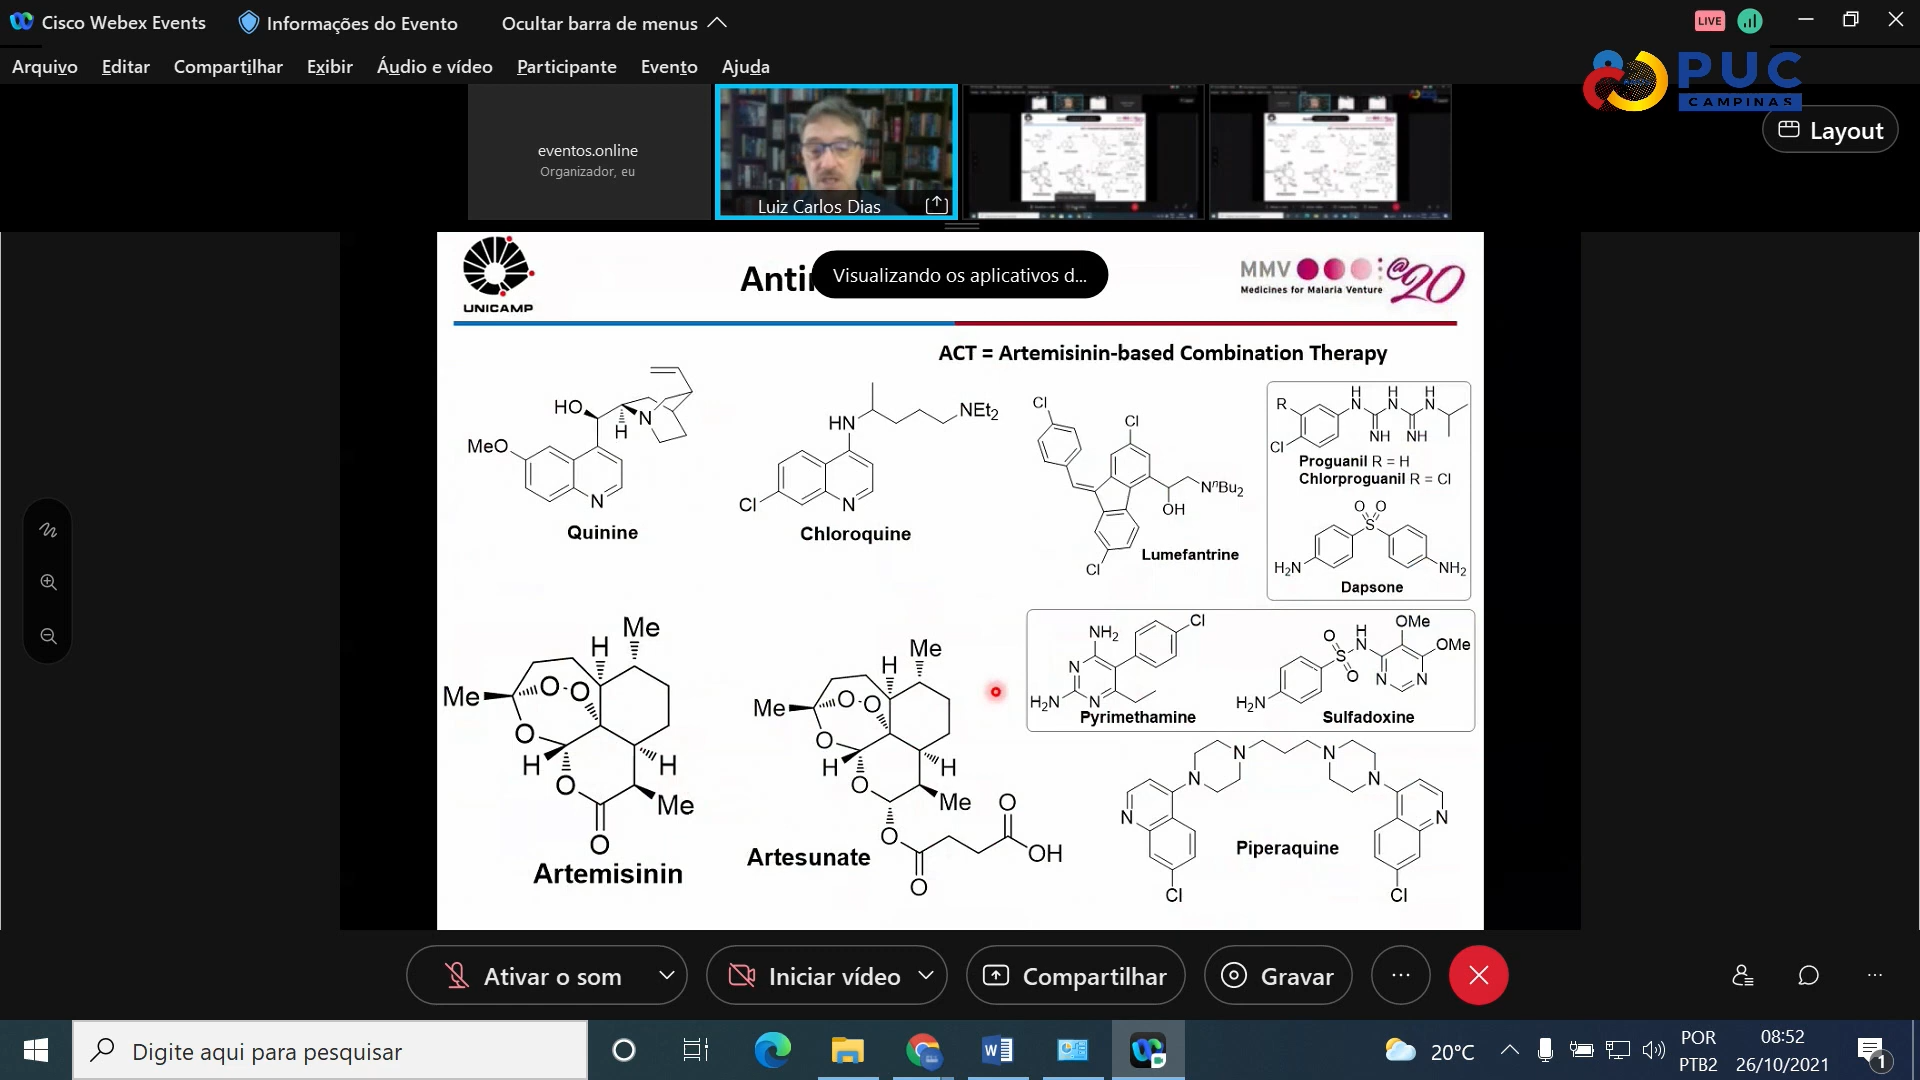 Cisco Webex Events
Informações do Evento
Ocultar barra de menus
LIVE
Arquivo Editar Compartilhar Exibir Áudio e vídeo Participante Evento Ajuda
PUC
CAMPINAS
Layout
eventos.online
Organizador, eu
Luiz Carlos Dias
UNICAMP
Visualizando os aplicativos d...
MMV
Medicines for Malaria Venture
@20
ACT = Artemisinin-based Combination Therapy
HO
N
H
MeO
N
Quinine
HN
NEt2
Cl
N
Chloroquine
Cl
Cl
NnBu2
OH
Cl
Lumefantrine
R
H H H
N N N
Cl
NH NH
Proguanil R = H
Chlorproguanil R = Cl
O O
S
H2N
NH2
Dapsone
Me
H
Me
O O
O
H
H
O
Me
O
Artemisinin
Me
H
Me
O O
O
H
H
O
Me
O
O
OH
O
Artesunate
NH2
Cl
N
H2N
N
Pyrimethamine
OMe
H
O
N
OMe
S
O
N N
H2N
Sulfadoxine
N N
N N
N N
Piperaquine
Cl Cl
Ativar o som
Iniciar vídeo
Compartilhar
Gravar
Digite aqui para pesquisar
20°C
POR
PTB2
08:52
26/10/2021
1